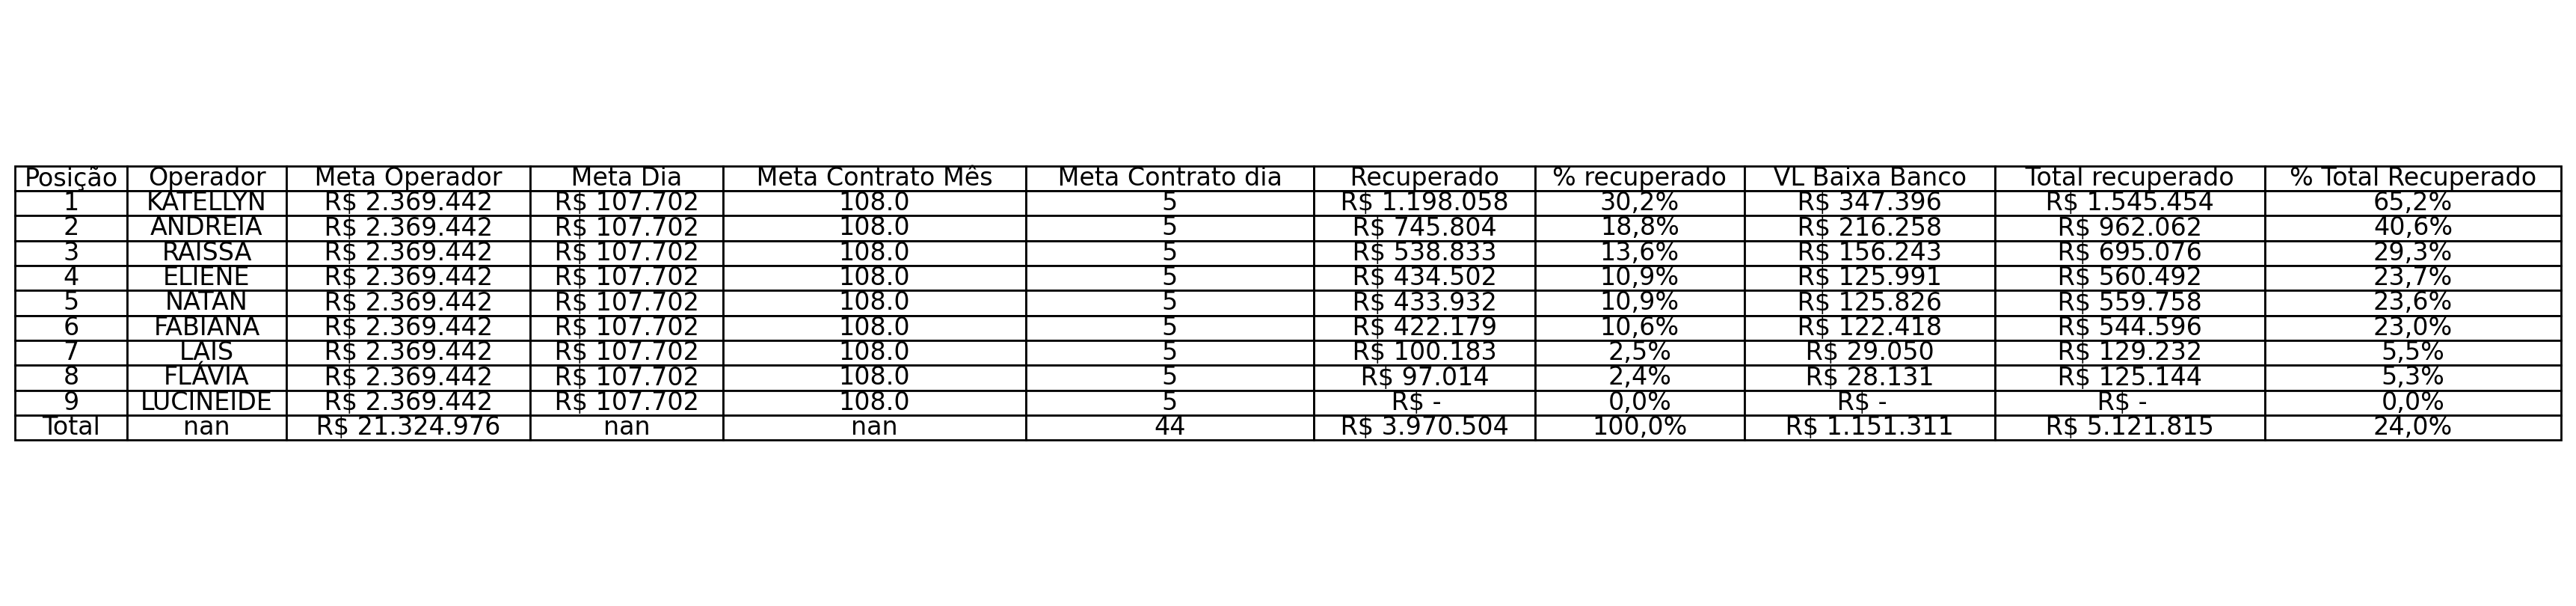 Posição Operador Meta Operador Meta Dia Meta Contrato Mês Meta Contrato dia Recuperado % recuperado VL Baixa Banco Total recuperado % Total Recuperado
1 KATELLYN R$ 2.369.442 R$ 107.702 108.0 5 R$ 1.198.058 30,2% R$ 347.396 R$ 1.545.454 65,2%
2 ANDREIA R$ 2.369.442 R$ 107.702 108.0 5 R$ 745.804 18,8% R$ 216.258 R$ 962.062 40,6%
3 RAISSA R$ 2.369.442 R$ 107.702 108.0 5 R$ 538.833 13,6% R$ 156.243 R$ 695.076 29,3%
4 ELIENE R$ 2.369.442 R$ 107.702 108.0 5 R$ 434.502 10,9% R$ 125.991 R$ 560.492 23,7%
5 NATAN R$ 2.369.442 R$ 107.702 108.0 5 R$ 433.932 10,9% R$ 125.826 R$ 559.758 23,6%
6 FABIANA R$ 2.369.442 R$ 107.702 108.0 5 R$ 422.179 10,6% R$ 122.418 R$ 544.596 23,0%
7 LAIS R$ 2.369.442 R$ 107.702 108.0 5 R$ 100.183 2,5% R$ 29.050 R$ 129.232 5,5%
8 FLÁVIA R$ 2.369.442 R$ 107.702 108.0 5 R$ 97.014 2,4% R$ 28.131 R$ 125.144 5,3%
9 LUCINEIDE R$ 2.369.442 R$ 107.702 108.0 5 R$ - 0,0% R$ - R$ - 0,0%
Total nan R$ 21.324.976 nan nan 44 R$ 3.970.504 100,0% R$ 1.151.311 R$ 5.121.815 24,0%